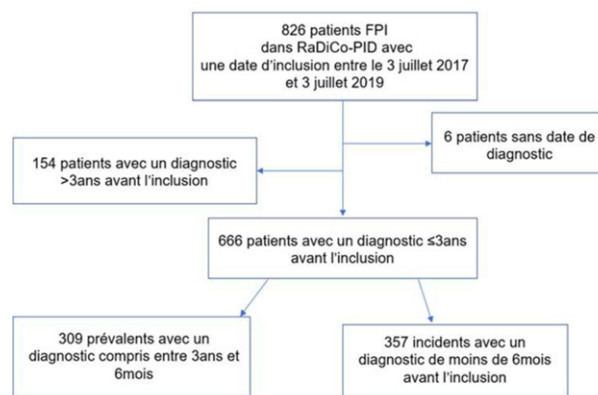 826 patients FPI
dans RaDiCo-PID avec
une date d'inclusion entre le 3 juillet 2017
et 3 juillet 2019
6 patients sans date de
diagnostic
154 patients avec un diagnostic
>3ans avant l'inclusion
666 patients avec un diagnostic ≤3ans
avant l'inclusion
309 prévalents avec un
diagnostic compris entre 3ans et
6mois
357 incidents avec un
diagnostic de moins de 6mois
avant l'inclusion